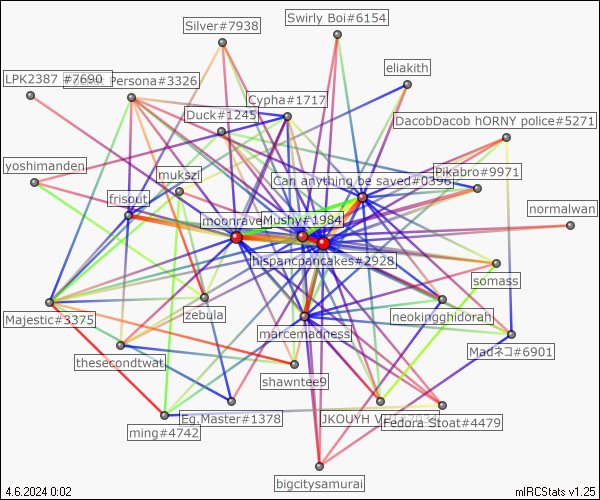 Silver#7938
Swirly Boi#6154
eliakith
LPK2387 #7690
Persona#3326
Cypha#1717
Duck#1245
DacobDacob hORNY police#5271
yoshimanden
mukszi
Can anything be saved#0396
Pikabro#9971
frisout
moonrave
Mushy#1984
normalwan
hispancpancakes#2928
somass
Majestic#3375
zebula
neokingghidorah
marcemadness
thesecondtwat
Madネコ#6901
shawntee9
Eg.Master#1378
JKOUYH
Fedora Stoat#4479
ming#4742
bigcitysamurai
4.6.2024 0:02
mIRCStats v1.25